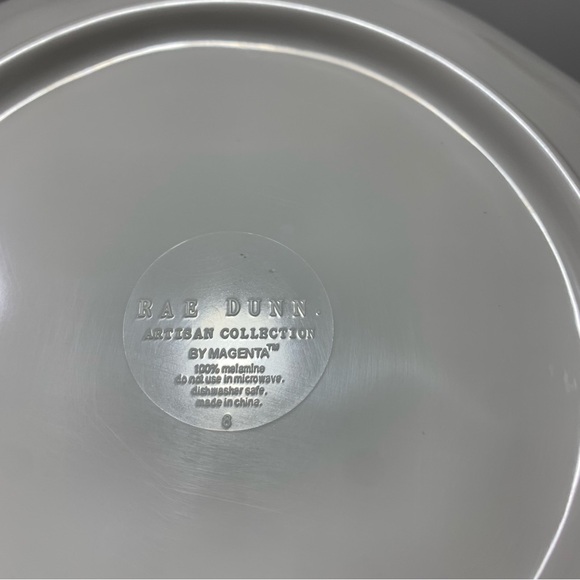 RAE DUNN.
ARTISAN COLLECTION
BY MAGENTA™
100% melamine
do not use in microwave.
dishwasher safe.
made in china.